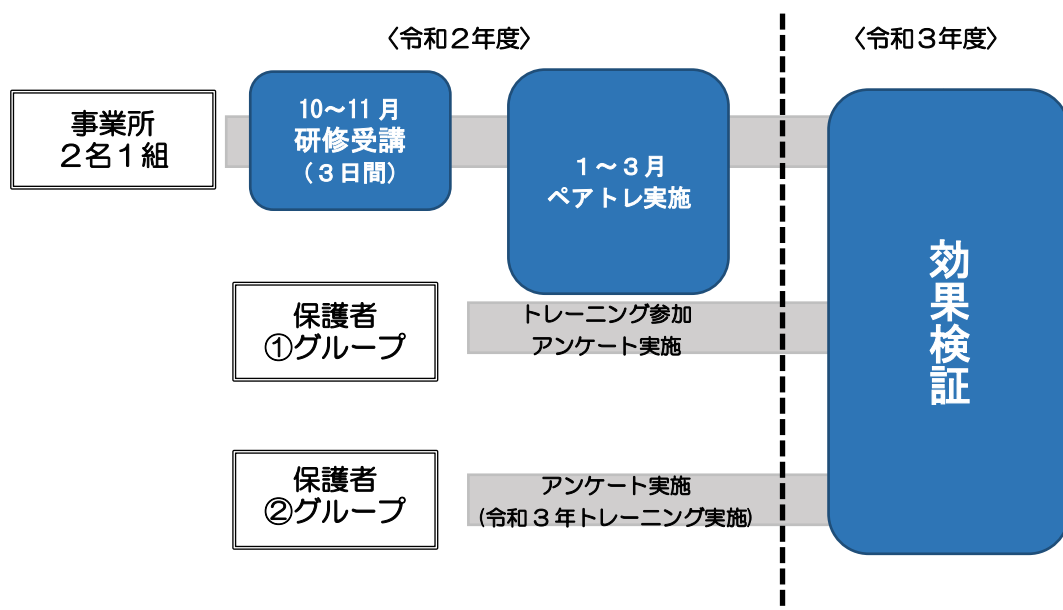 〈令和２年度〉
〈令和３年度〉
事業所
２名１組
10～11 月
研修受講
（３日間）
１～３月
ペアトレ実施
保護者
①グループ
トレーニング参加
アンケート実施
効果検証
保護者
②グループ
アンケート実施
(令和３年トレーニング実施)